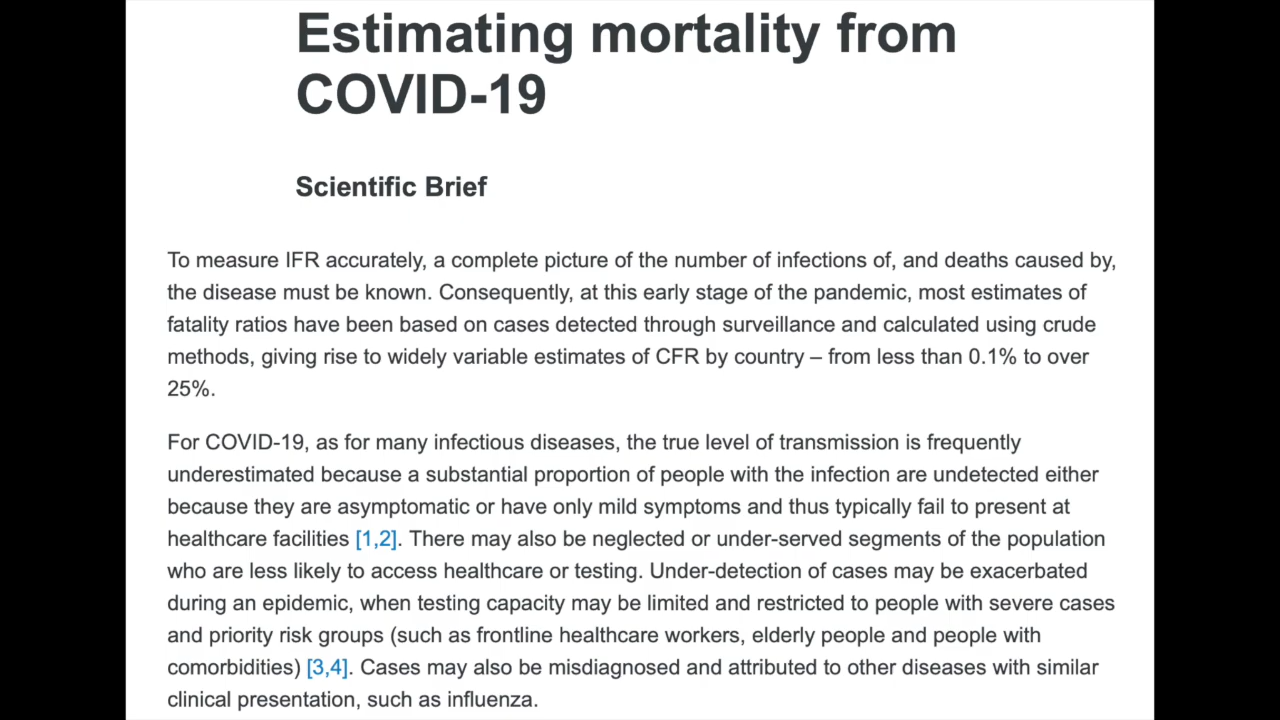 Estimating mortality from
COVID-19
Scientific Brief
To measure IFR accurately, a complete picture of the number of infections of, and deaths caused by,
the disease must be known. Consequently, at this early stage of the pandemic, most estimates of
fatality ratios have been based on cases detected through surveillance and calculated using crude
methods, giving rise to widely variable estimates of CFR by country – from less than 0.1% to over
25%.
For COVID-19, as for many infectious diseases, the true level of transmission is frequently
underestimated because a substantial proportion of people with the infection are undetected either
because they are asymptomatic or have only mild symptoms and thus typically fail to present at
healthcare facilities [1,2]. There may also be neglected or under-served segments of the population
who are less likely to access healthcare or testing. Under-detection of cases may be exacerbated
during an epidemic, when testing capacity may be limited and restricted to people with severe cases
and priority risk groups (such as frontline healthcare workers, elderly people and people with
comorbidities) [3,4]. Cases may also be misdiagnosed and attributed to other diseases with similar
clinical presentation, such as influenza.